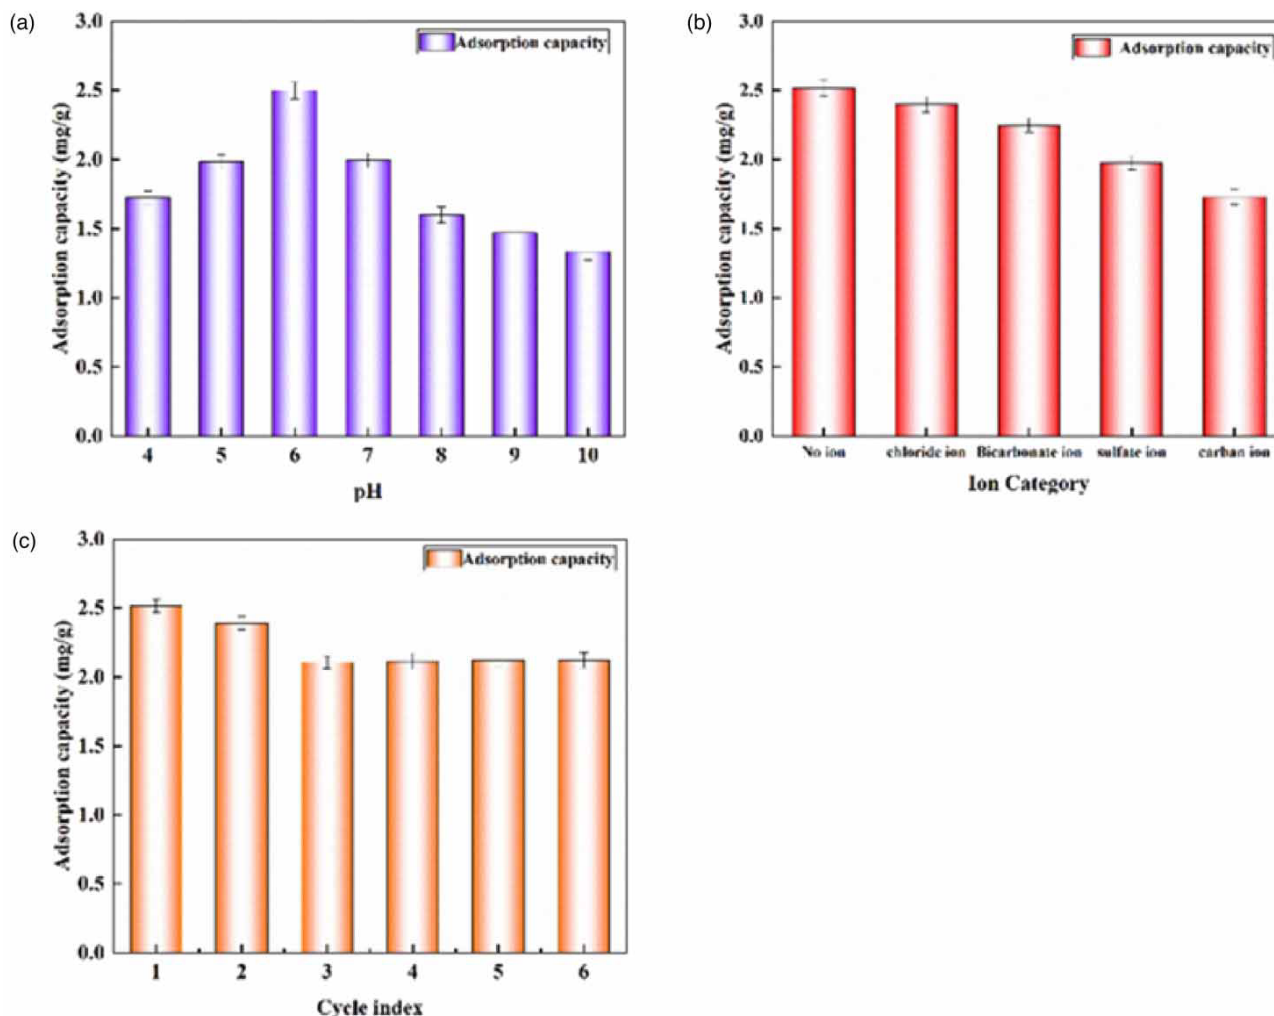 (a)
3.0
2.5
2.0
1.5
1.0
0.5
0.0
Adsorption capacity (mg/g)
Adsorption capacity
4 5 6 7 8 9 10
pH
(b)
3.0
2.5
2.0
1.5
1.0
0.5
0.0
Adsorption capacity (mg/g)
Adsorption capacity
No ion chloride ion Bicarbonate ion sulfate ion carban ion
Ion Category
(c)
3.0
2.5
2.0
1.5
1.0
0.5
0.0
Adsorption capacity (mg/g)
Adsorption capacity
1 2 3 4 5 6
Cycle index